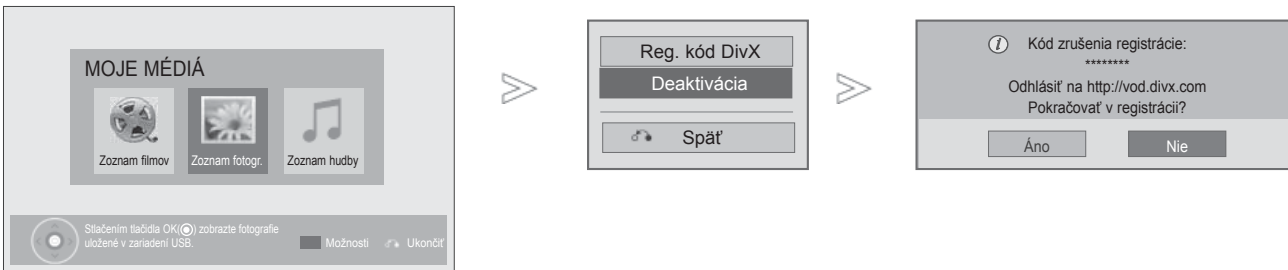 MOJE MÉDIÁ
Zoznam filmov
Zoznam fotogr.
Zoznam hudby
Stlačením tlačidla OK(◉) zobrazte fotografie
uložené v zariadení USB.
Možnosti
Ukončiť
Reg. kód DivX
Deaktivácia
Späť
Kód zrušenia registrácie:
********
Odhlásiť na http://vod.divx.com
Pokračovať v registrácii?
Áno
Nie